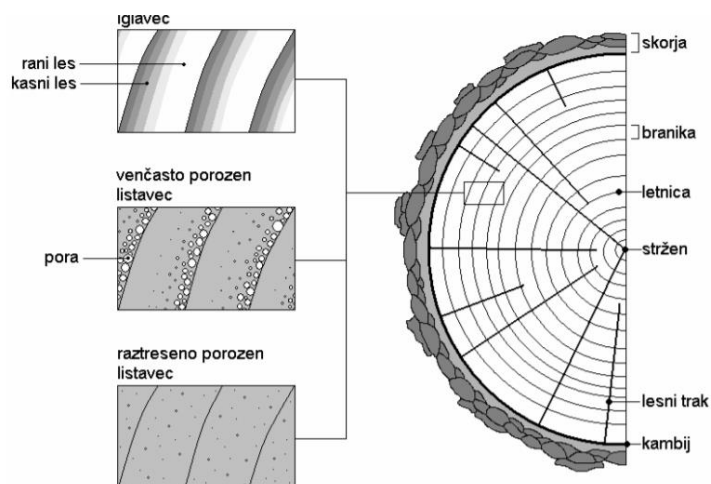 iglavec
rani les
kasni les
venčasto porozen
listavec
pora
raztreseno porozen
listavec
skorja
branika
letnica
stržen
lesni trak
kambij